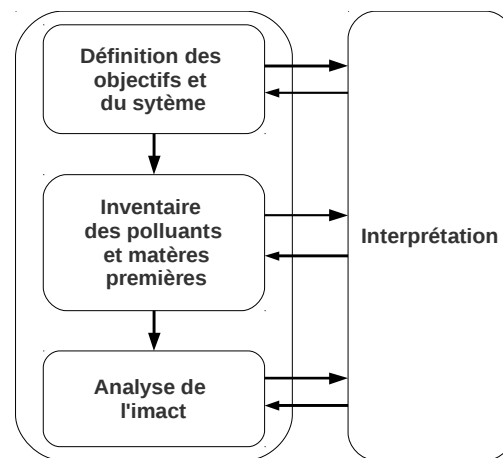 Définition des
objectifs et
du sytème
Inventaire
des polluants
et matères
premières
Interprétation
Analyse de
l'imact